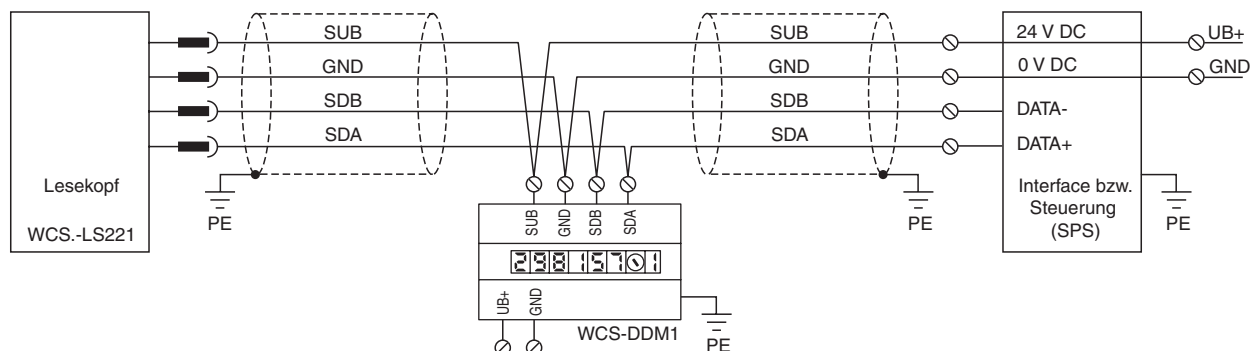 SUB
GND
SDB
SDA
Lesekopf
WCS.-LS221
PE
SUB
GND
SDB
SDA
298157 1
UB+
GND
WCS-DDM1
PE
SUB
GND
SDB
SDA
PE
24 V DC
0 V DC
DATA-
DATA+
Interface bzw.
Steuerung
(SPS)
UB+
GND
PE